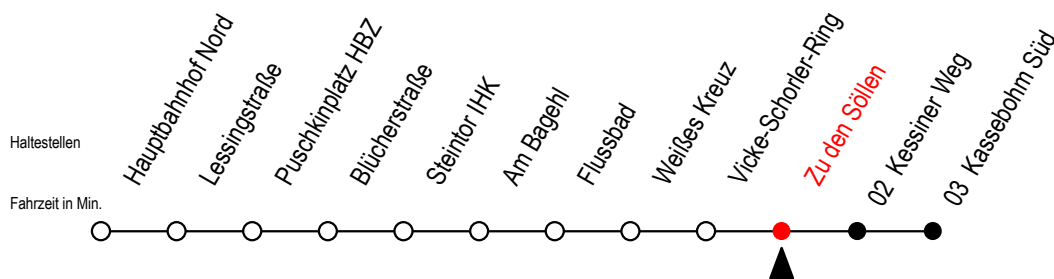 Haltestellen
Fahrzeit in Min.
Hauptbahnhof Nord
Lessingstraße
Puschkinplatz HBZ
Blücherstraße
Steintor IHK
Am Bagehl
Flussbad
Weißes Kreuz
Vicke-Schorler-Ring
Zu den Söllen
02 Kessiner Weg
03 Kassebohm Süd